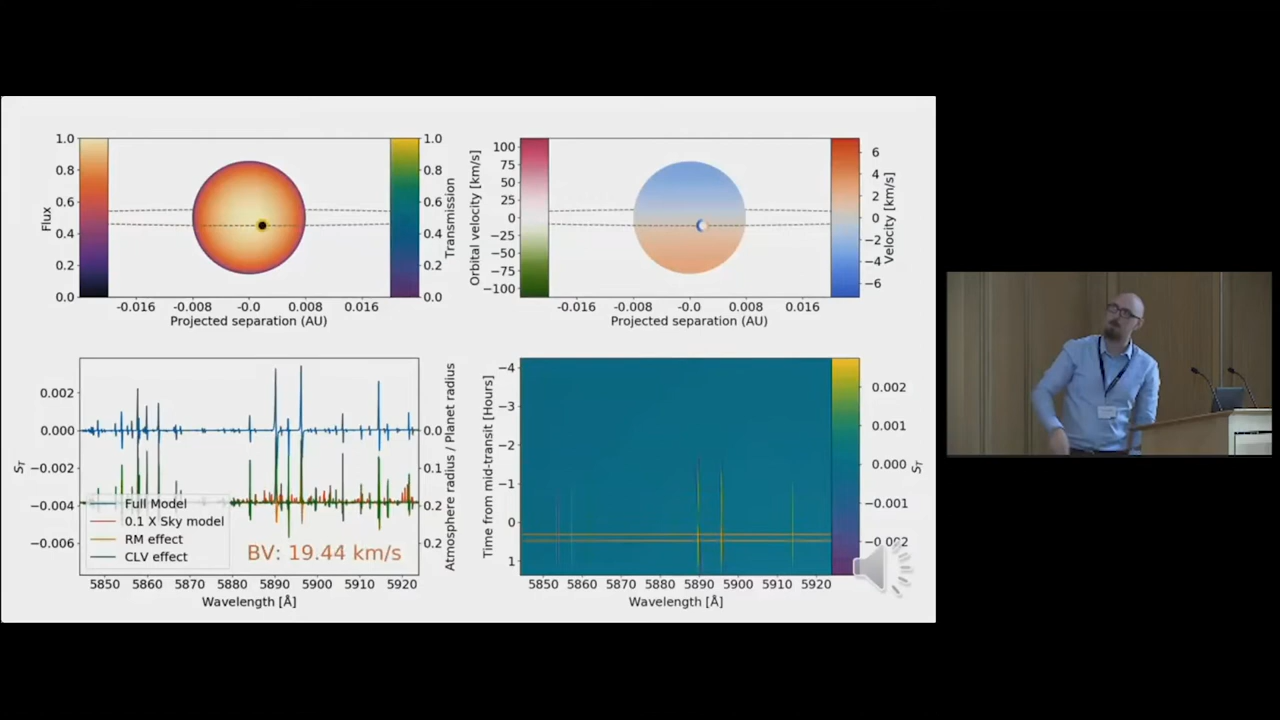 1.0
0.8
0.6
0.4
0.2
0.0
Flux
1.0
0.8
0.6
0.4
0.2
0.0
Transmission
-0.016 -0.008 -0.0 0.008 0.016
Projected separation (AU)
100
75
50
25
0
−25
−50
−75
−100
Orbital velocity [km/s]
6
4
2
0
−2
−4
−6
Velocity [km/s]
-0.016 -0.008 -0.0 0.008 0.016
Projected separation (AU)
0.002
0.000
−0.002
−0.004
−0.006
S_T
0.0
0.1
0.2
0.2
Atmosphere radius / Planet radius
Full Model
0.1 X Sky model
RM effect
CLV effect
BV: 19.44 km/s
5850 5860 5870 5880 5890 5900 5910 5920
Wavelength [Å]
−4
−3
−2
−1
0
1
Time from mid-transit [Hours]
0.002
0.001
0.000
−0.001
−0.002
S_T
5850 5860 5870 5880 5890 5900 5910 5920
Wavelength [Å]